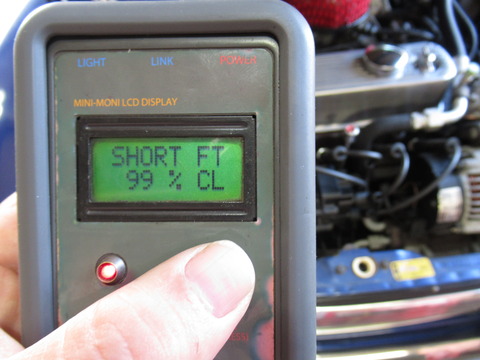 LIGHT LINK POWER
MINI-MONI LCD DISPLAY
SHORT FT
99 % CL